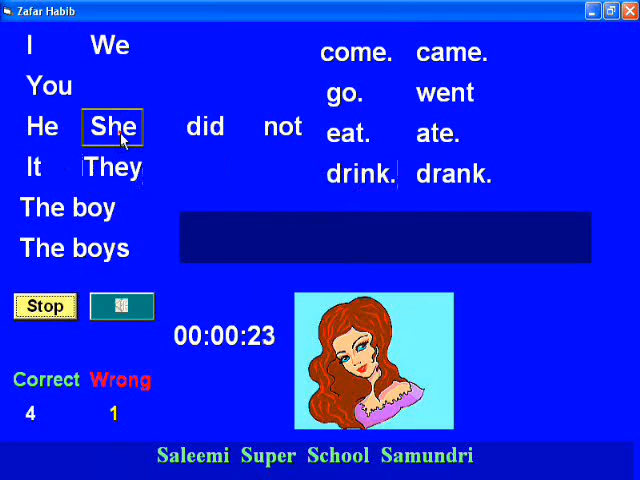 Zafar Habib
I We come. came.
You go. went
He She did not eat. ate.
It They drink. drank.
The boy
The boys
Stop
00:00:23
Correct Wrong
4 1
Saleemi Super School Samundri